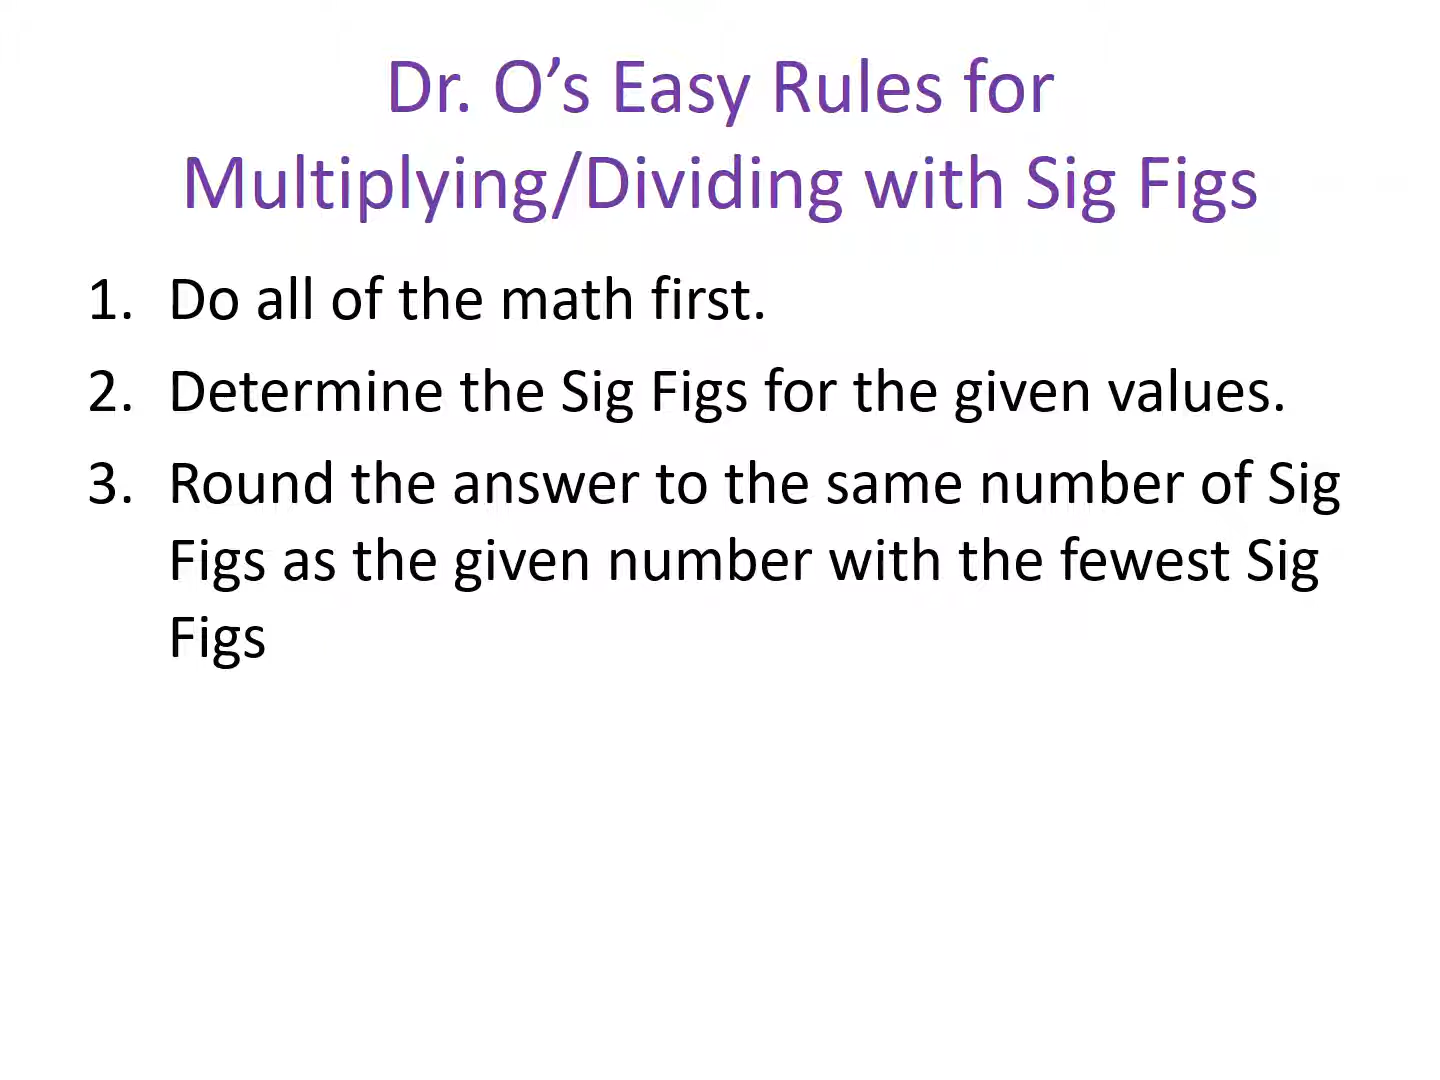 Dr. O’s Easy Rules for
Multiplying/Dividing with Sig Figs
1. Do all of the math first.
2. Determine the Sig Figs for the given values.
3. Round the answer to the same number of Sig
Figs as the given number with the fewest Sig
Figs